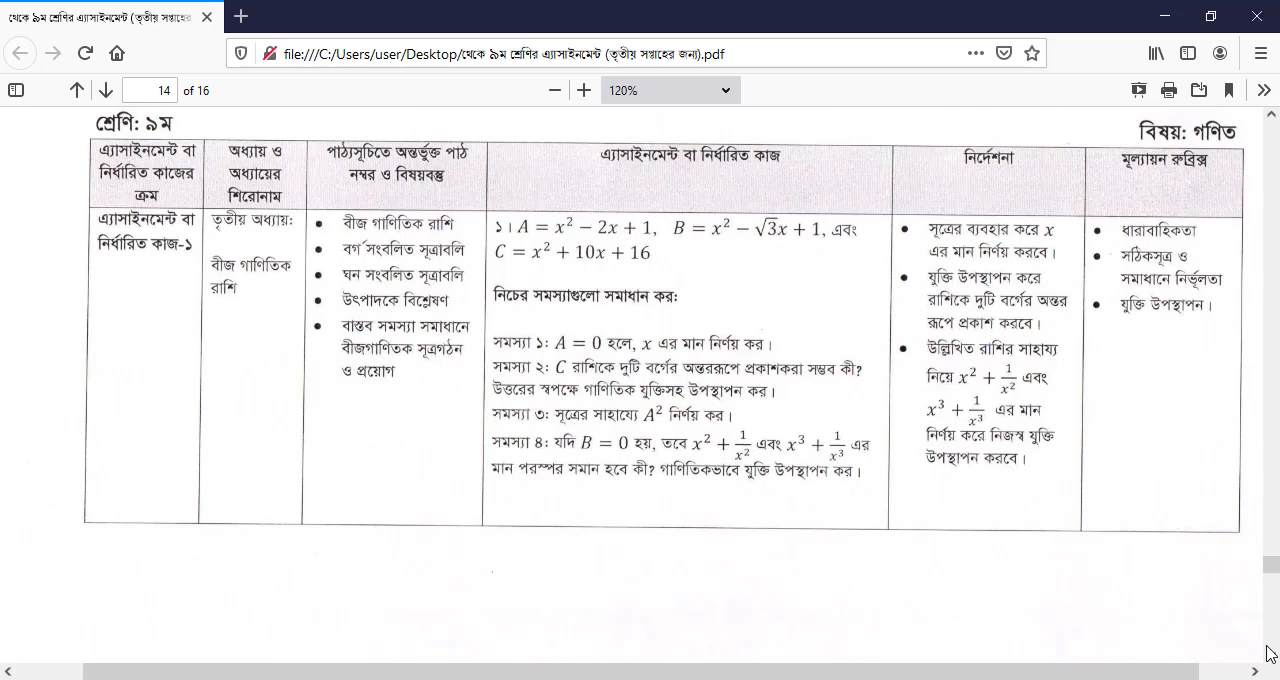 থেকে ৯ম শ্রেণির এ্যাসাইনমেন্ট (তৃতীয় সপ্তাহের
file:///C:/Users/user/Desktop/থেকে ৯ম শ্রেণির এ্যাসাইনমেন্ট (তৃতীয় সপ্তাহের জন্য).pdf
14 of 16
120%
শ্রেণি: ৯ম
বিষয়: গণিত
এ্যাসাইনমেন্ট বা
নির্ধারিত কাজের
ক্রম
অধ্যায় ও
অধ্যায়ের
শিরোনাম
পাঠ্যসূচিতে অন্তর্ভুক্ত পাঠ
নম্বর ও বিষয়বস্তু
এ্যাসাইনমেন্ট বা নির্ধারিত কাজ
নির্দেশনা
মূল্যায়ন রুব্রিক্স
এ্যাসাইনমেন্ট বা
নির্ধারিত কাজ-১
তৃতীয় অধ্যায়:
বীজ গাণিতিক
রাশি
• বীজ গাণিতিক রাশি
• বর্গ সংবলিত সূত্রাবলি
• ঘন সংবলিত সূত্রাবলি
• উৎপাদকে বিশ্লেষণ
• বাস্তব সমস্যা সমাধানে
বীজগাণিতিক সূত্রগঠন
ও প্রয়োগ
১। A = x² − 2x + 1, B = x² − √3x + 1, এবং
C = x² + 10x + 16
নিচের সমস্যাগুলো সমাধান কর:
সমস্যা ১: A = 0 হলে, x এর মান নির্ণয় কর।
সমস্যা ২: C রাশিকে দুটি বর্গের অন্তররূপে প্রকাশকরা সম্ভব কী?
উত্তরের স্বপক্ষে গাণিতিক যুক্তিসহ উপস্থাপন কর।
সমস্যা ৩: সূত্রের সাহায্যে A² নির্ণয় কর।
সমস্যা ৪: যদি B = 0 হয়, তবে x² + 1/x² এবং x³ + 1/x³ এর
মান পরস্পর সমান হবে কী? গাণিতিকভাবে যুক্তি উপস্থাপন কর।
• সূত্রের ব্যবহার করে x
এর মান নির্ণয় করবে।
• যুক্তি উপস্থাপন করে
রাশিকে দুটি বর্গের অন্তর
রূপে প্রকাশ করবে।
• উল্লিখিত রাশির সাহায্য
নিয়ে x² + 1/x² এবং
x³ + 1/x³ এর মান
নির্ণয় করে নিজস্ব যুক্তি
উপস্থাপন করবে।
• ধারাবাহিকতা
• সঠিকসূত্র ও
সমাধানে নির্ভূলতা
• যুক্তি উপস্থাপন।